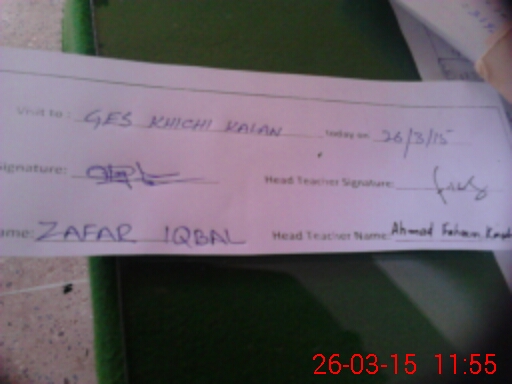 Visit to: GES KHICHI KALAN today on 26/3/15
Signature: Head Teacher Signature:
ame: ZAFAR IQBAL Head Teacher Name: Ahmad Faheem
26-03-15 11:55